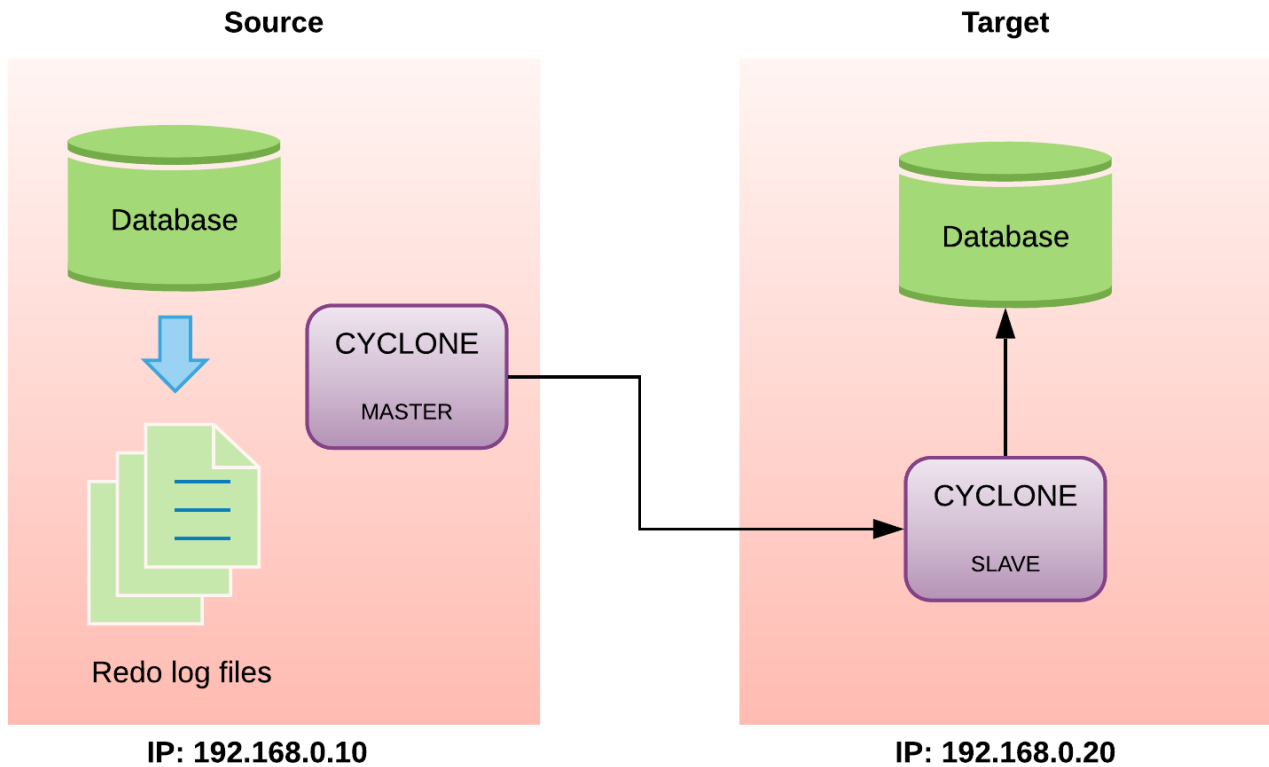 Source
Target
Database
Database
CYCLONE
MASTER
CYCLONE
SLAVE
Redo log files
IP: 192.168.0.10
IP: 192.168.0.20